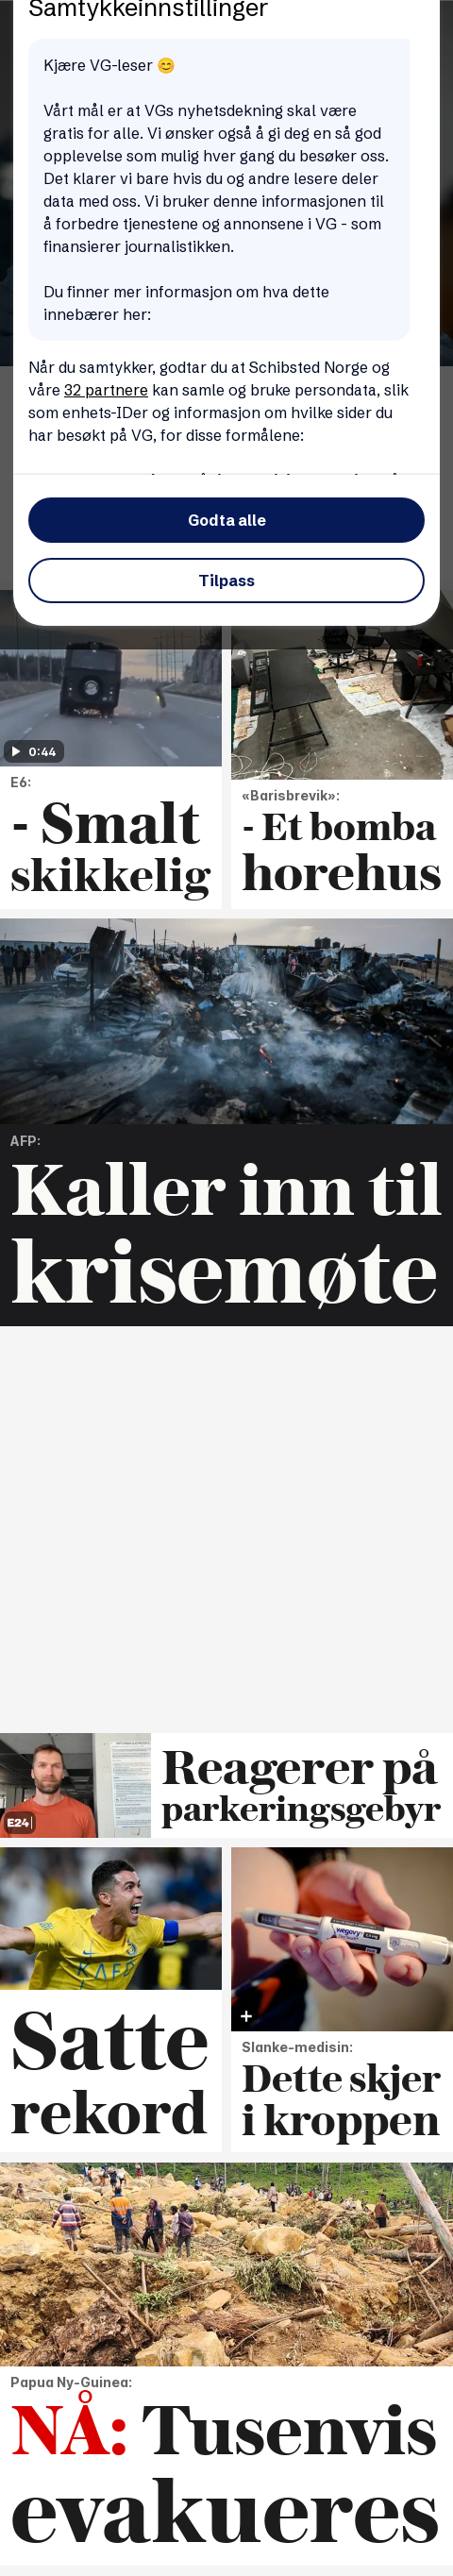 Samtykkeinnstillinger
Kjære VG-leser 😊
Vårt mål er at VGs nyhetsdekning skal være
gratis for alle. Vi ønsker også å gi deg en så god
opplevelse som mulig hver gang du besøker oss.
Det klarer vi bare hvis du og andre lesere deler
data med oss. Vi bruker denne informasjonen til
å forbedre tjenestene og annonsene i VG - som
finansierer journalistikken.
Du finner mer informasjon om hva dette
innebærer her:
Når du samtykker, godtar du at Schibsted Norge og
våre 32 partnere kan samle og bruke persondata, slik
som enhets-IDer og informasjon om hvilke sider du
har besøkt på VG, for disse formålene:
Godta alle
Tilpass
0:44
E6:
- Smalt
skikkelig
«Barisbrevik»:
- Et bomba
horehus
AFP:
Kaller inn til
krisemøte
E24
Reagerer på
parkeringsgebyr
Satte
rekord
wegovy
Slanke-medisin:
Dette skjer
i kroppen
Papua Ny-Guinea:
NÅ: Tusenvis
evakueres